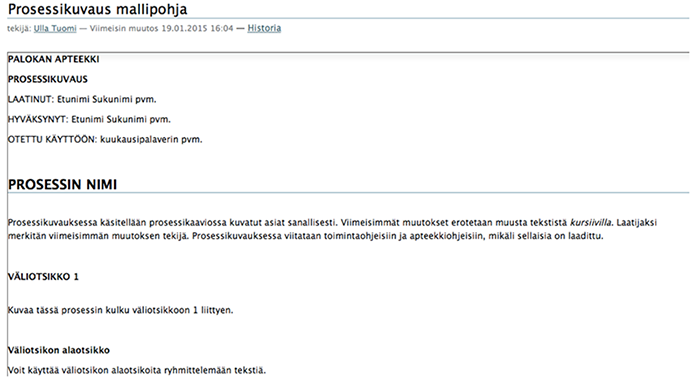 Prosessikuvaus mallipohja
tekijä: Ulla Tuomi — Viimeisin muutos 19.01.2015 16:04 — Historia
PALOKAN APTEEKKI
PROSESSIKUVAUS
LAATINUT: Etunimi Sukunimi pvm.
HYVÄKSYNYT: Etunimi Sukunimi pvm.
OTETTU KÄYTTÖÖN: kuukausipalaverin pvm.
PROSESSIN NIMI
Prosessikuvauksessa käsitellään prosessikaaviossa kuvatut asiat sanallisesti. Viimeisimmät muutokset erotetaan muusta tekstistä kursiivilla. Laatijaksi
merkitän viimeisimmän muutoksen tekijä. Prosessikuvauksessa viitataan toimintaohjeisiin ja apteekkiohjeisiin, mikäli sellaisia on laadittu.
VÄLIOTSIKKO 1
Kuvaa tässä prosessin kulku väliotsikkoon 1 liittyen.
Väliotsikon alaotsikko
Voit käyttää väliotsikon alaotsikoita ryhmittelemään tekstiä.